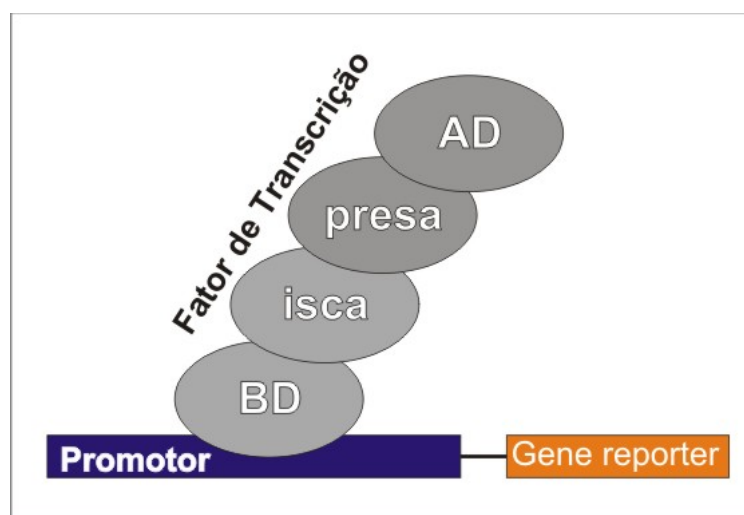 Fator de Transcrição
AD
presa
isca
BD
Promotor
Gene reporter